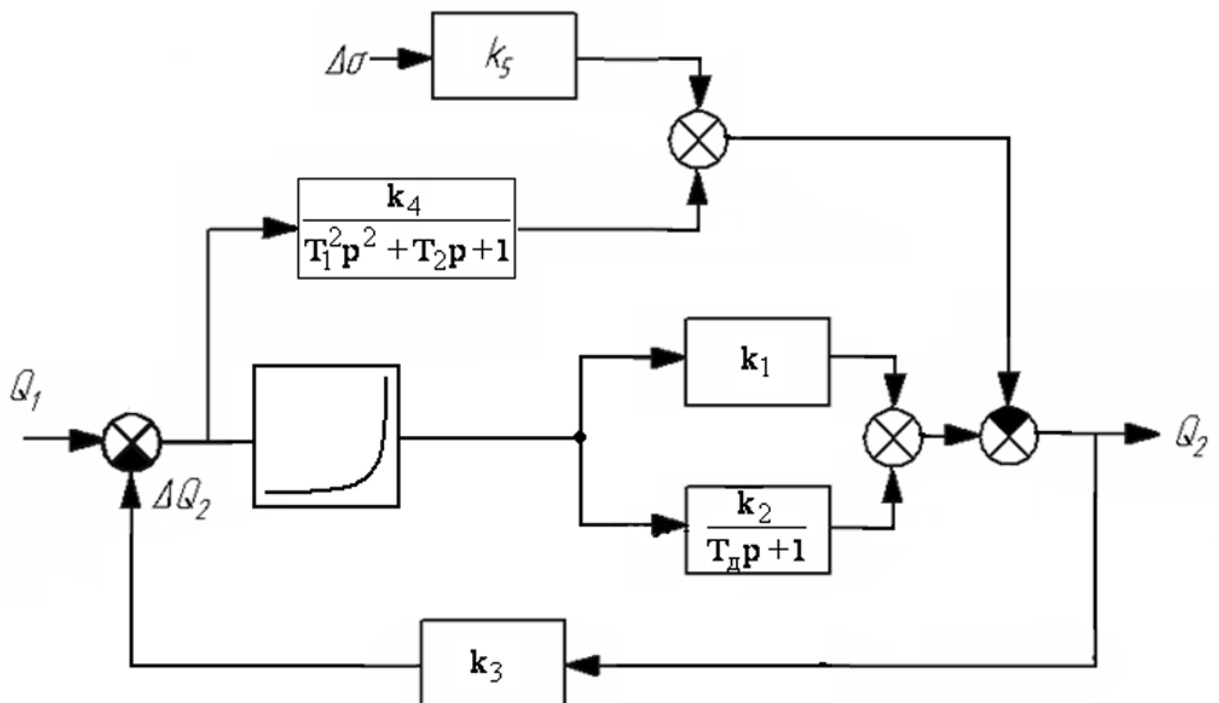 Δσ
k₅
k₄
T₁²p² + T₂p + 1
Q₁
k₁
Q₂
ΔQ₂
k₂
Tдp + 1
k₃